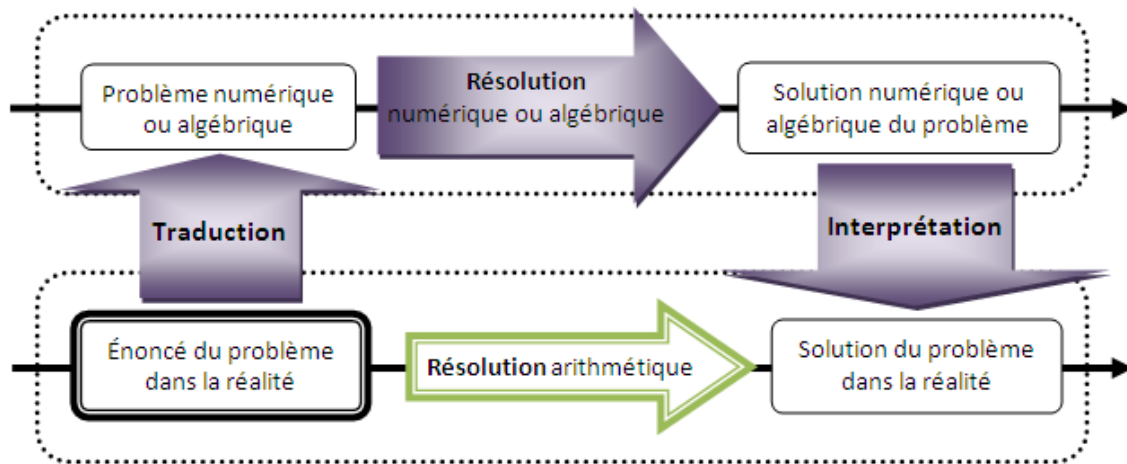 Problème numérique
ou algébrique
Résolution
numérique ou algébrique
Solution numérique ou
algébrique du problème
Traduction
Interprétation
Énoncé du problème
dans la réalité
Résolution arithmétique
Solution du problème
dans la réalité